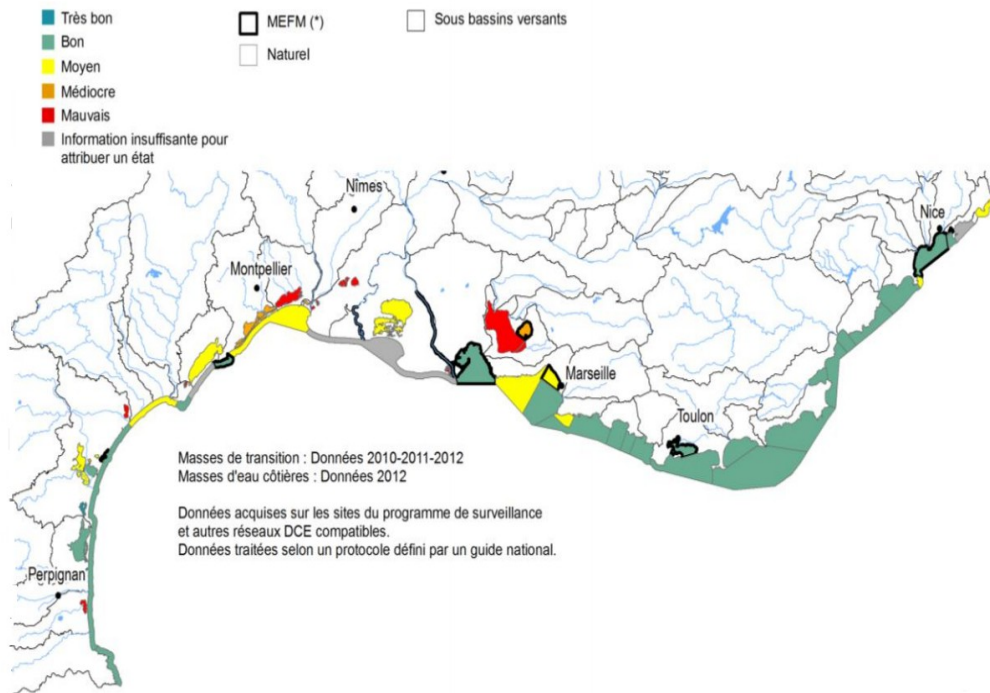 Très bon
Bon
Moyen
Médiocre
Mauvais
Information insuffisante pour
attribuer un état
MEFM (*)
Naturel
Sous bassins versants
Nîmes
Montpellier
Nice
Marseille
Toulon
Perpignan
Masses de transition : Données 2010-2011-2012
Masses d'eau côtières : Données 2012
Données acquises sur les sites du programme de surveillance
et autres réseaux DCE compatibles.
Données traitées selon un protocole défini par un guide national.